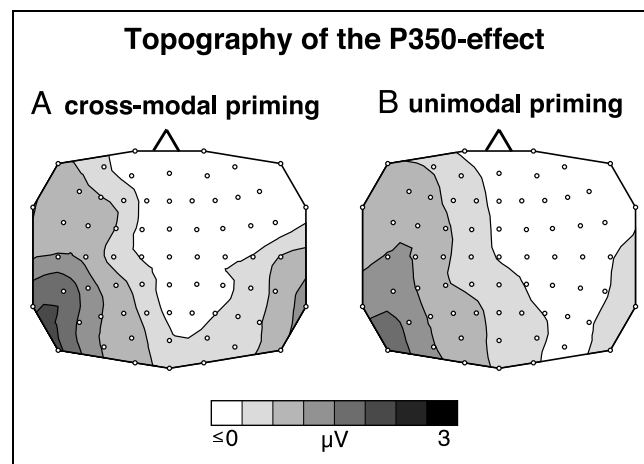 Topography of the P350-effect
A cross-modal priming
B unimodal priming
≤0 μV 3